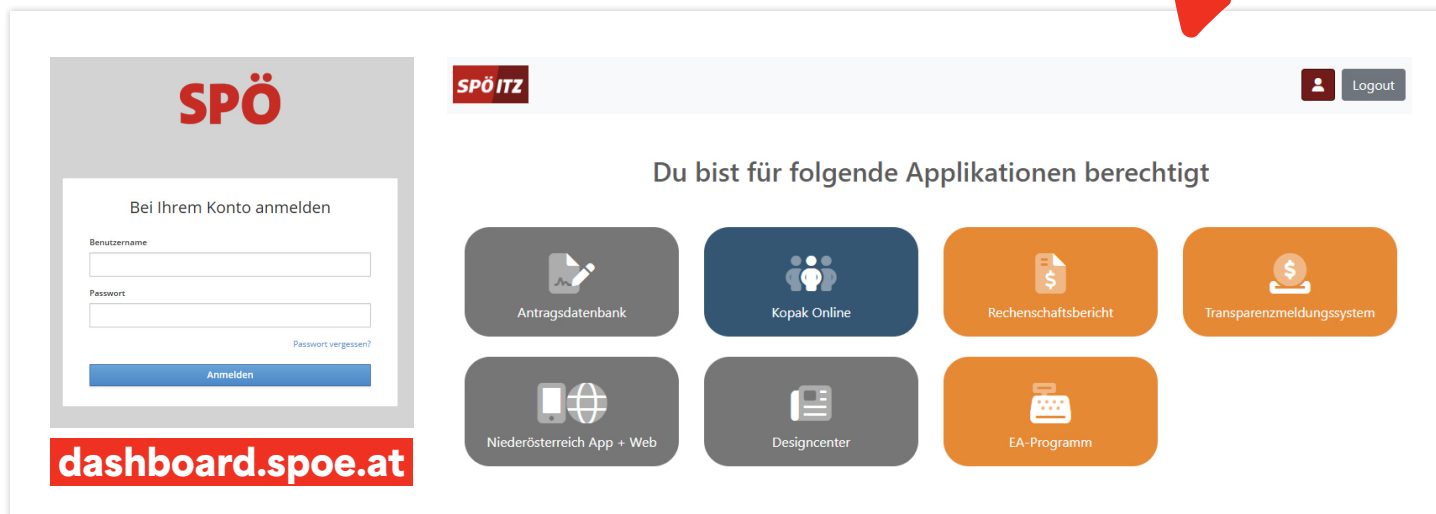 SPÖ
Bei Ihrem Konto anmelden
Benutzername
Passwort
Passwort vergessen?
Anmelden
dashboard.spoe.at
SPÖ ITZ
Logout
Du bist für folgende Applikationen berechtigt
Antragsdatenbank
Kopak Online
Rechenschaftsbericht
Transparenzmeldungssystem
Niederösterreich App + Web
Designcenter
EA-Programm